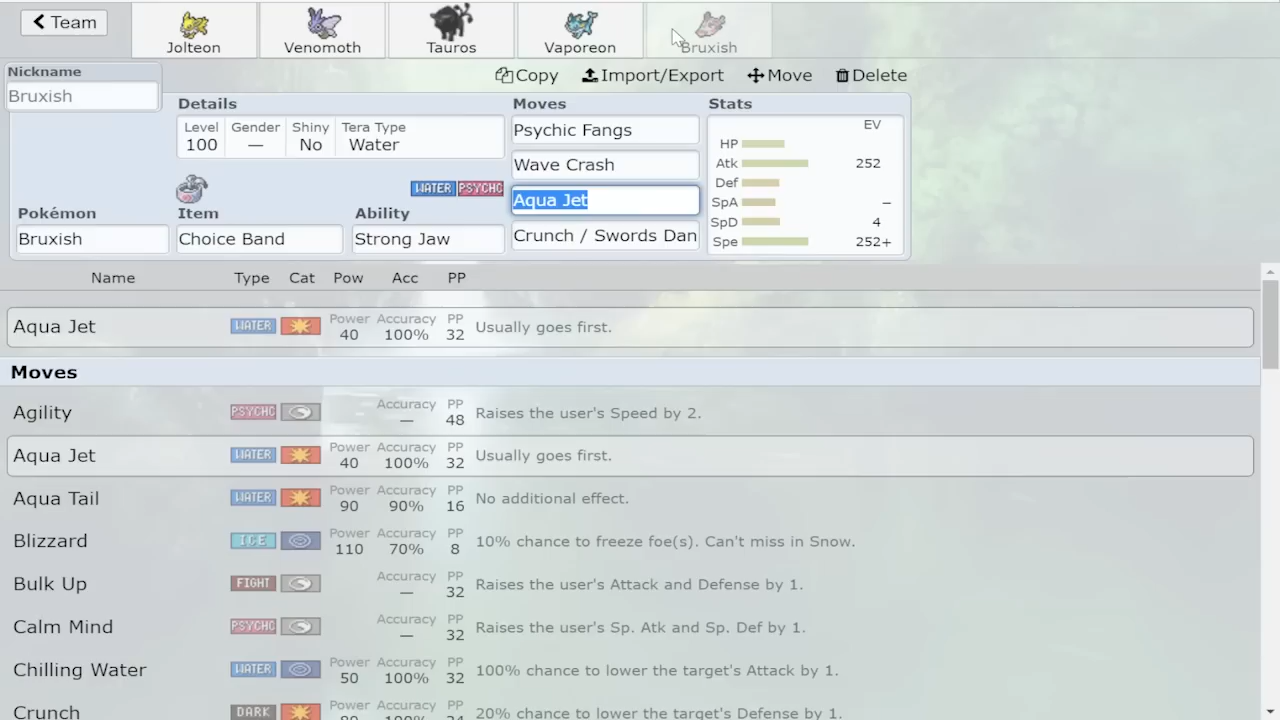 Team
Jolteon
Venomoth
Tauros
Vaporeon
Bruxish
Copy
Import/Export
Move
Delete
Nickname
Bruxish
Details
Level
100
Gender
—
Shiny
No
Tera Type
Water
WATER PSYCHC
Pokémon
Bruxish
Item
Choice Band
Ability
Strong Jaw
Moves
Psychic Fangs
Wave Crash
Aqua Jet
Crunch / Swords Dan
Stats
EV
HP
Atk 252
Def
SpA –
SpD 4
Spe 252+
Name Type Cat Pow Acc PP
Aqua Jet WATER Power 40 Accuracy 100% PP 32 Usually goes first.
Moves
Agility PSYCHC Accuracy — PP 48 Raises the user's Speed by 2.
Aqua Jet WATER Power 40 Accuracy 100% PP 32 Usually goes first.
Aqua Tail WATER Power 90 Accuracy 90% PP 16 No additional effect.
Blizzard ICE Power 110 Accuracy 70% PP 8 10% chance to freeze foe(s). Can't miss in Snow.
Bulk Up FIGHT Accuracy — PP 32 Raises the user's Attack and Defense by 1.
Calm Mind PSYCHC Accuracy — PP 32 Raises the user's Sp. Atk and Sp. Def by 1.
Chilling Water WATER Power 50 Accuracy 100% PP 32 100% chance to lower the target's Attack by 1.
Crunch DARK Power 80 Accuracy 100% PP 24 20% chance to lower the target's Defense by 1.